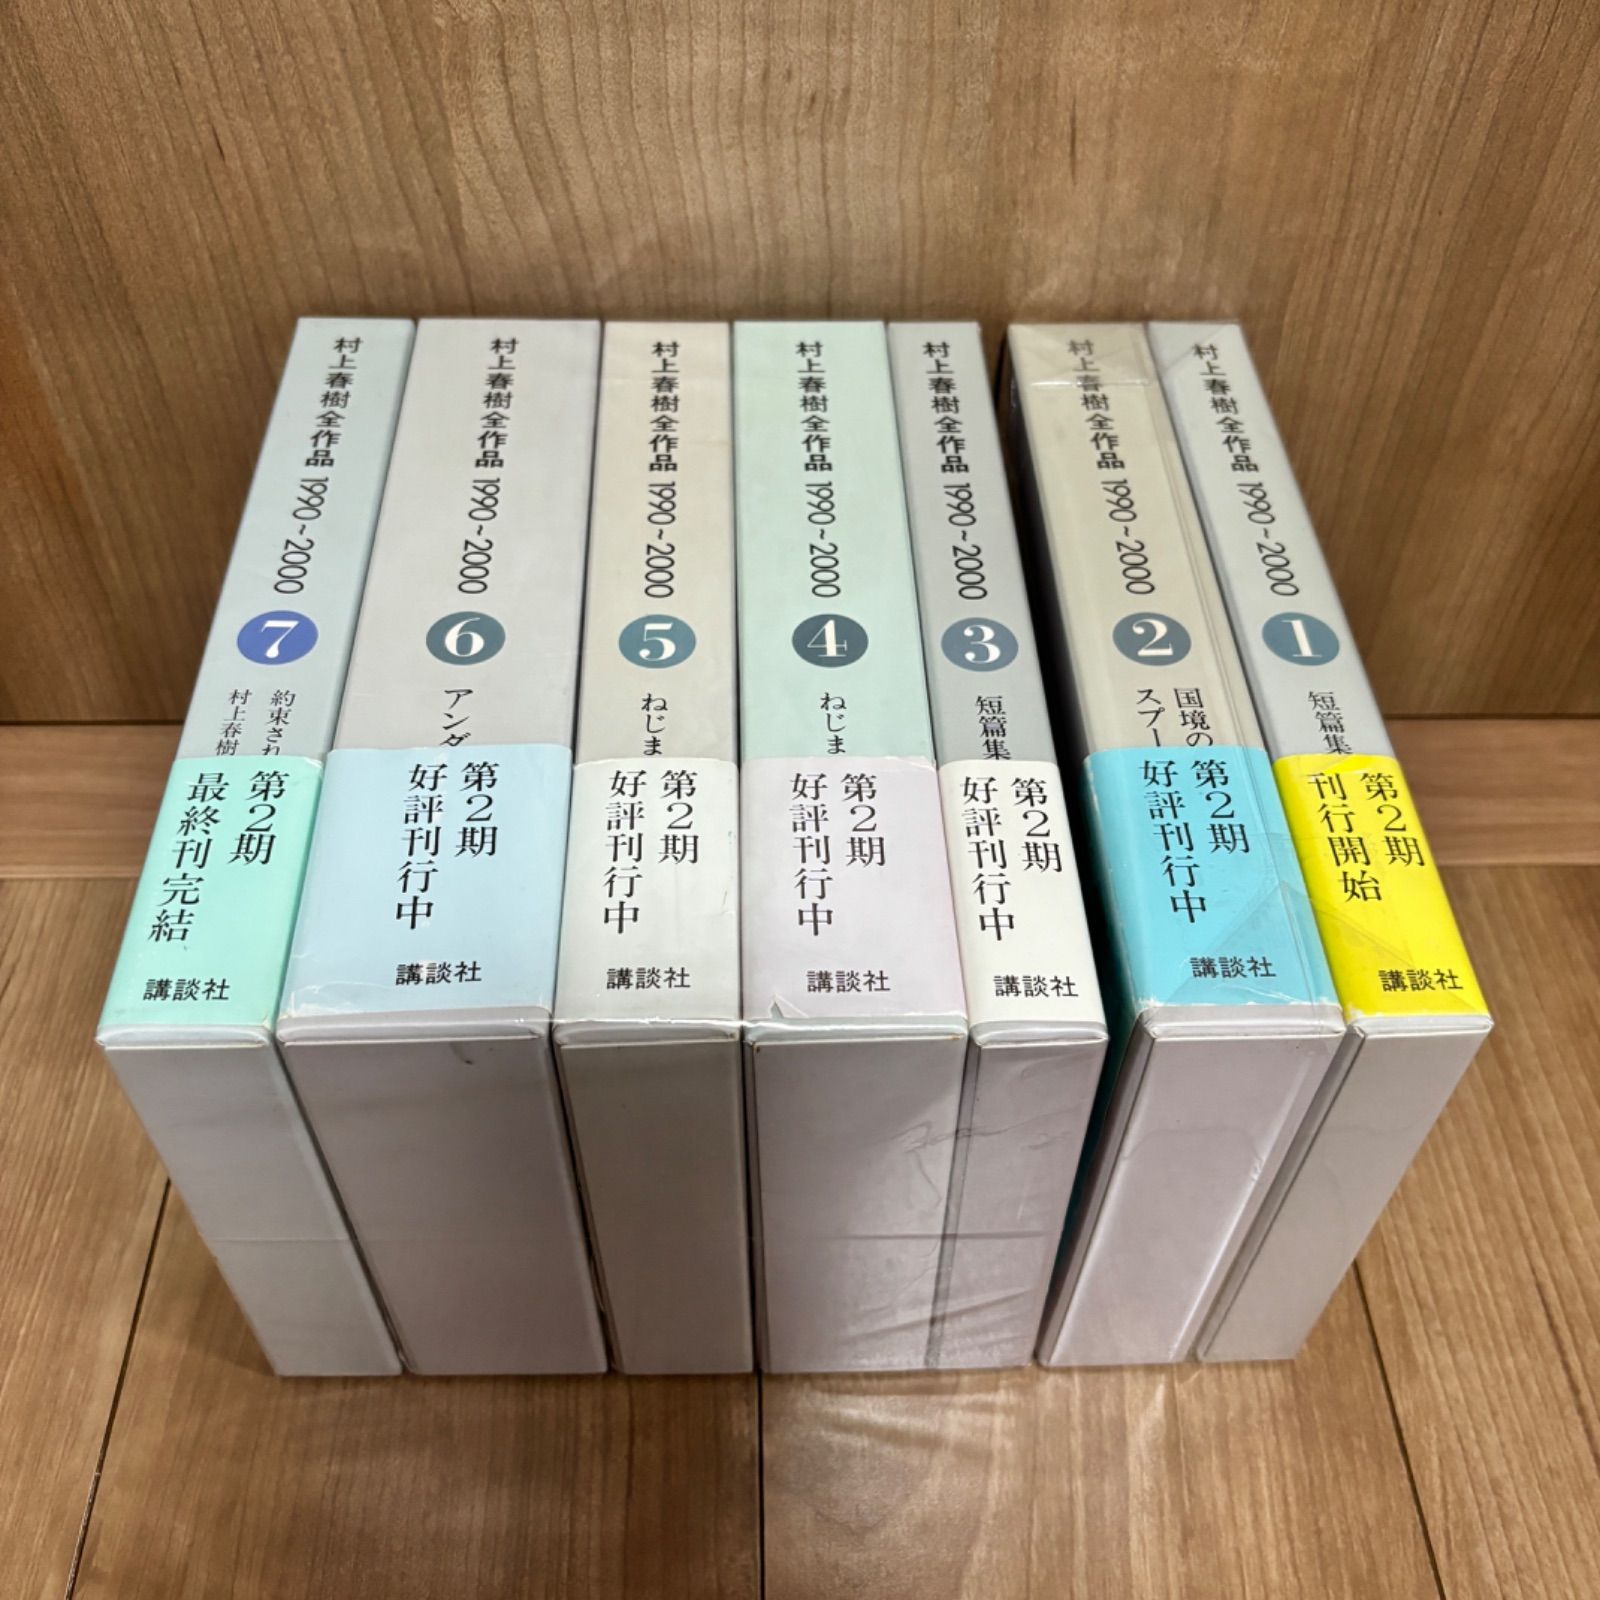 村上春樹全作品 1990~2000
7
約束され
村上春樹
第2期
最終刊完結
講談社
村上春樹全作品 1990~2000
6
アンダ
第2期
好評刊行中
講談社
村上春樹全作品 1990~2000
5
ねじま
第2期
好評刊行中
講談社
村上春樹全作品 1990~2000
4
ねじま
第2期
好評刊行中
講談社
村上春樹全作品 1990~2000
3
短篇集
第2期
好評刊行中
講談社
村上春樹全作品 1990~2000
2
国境の
スプー
第2期
好評刊行中
講談社
村上春樹全作品 1990~2000
1
短篇集
第2期
刊行開始
講談社